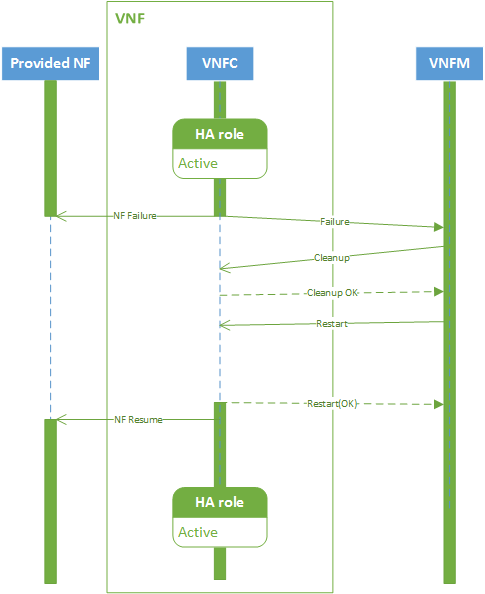 VNF
Provided NF
VNFC
VNFM
HA role
Active
NF Failure
Failure
Cleanup
Cleanup OK
Restart
Restart(OK)
NF Resume
HA role
Active